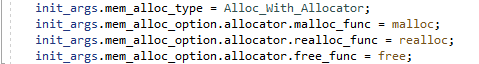 init_args.mem_alloc_type = Alloc_With_Allocator;
init_args.mem_alloc_option.allocator.malloc_func = malloc;
init_args.mem_alloc_option.allocator.realloc_func = realloc;
init_args.mem_alloc_option.allocator.free_func = free;